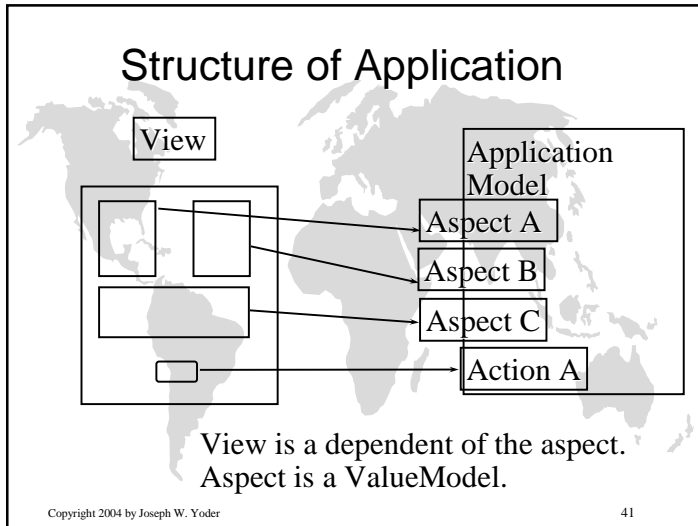 Structure of Application
View
Application
Model
Aspect A
Aspect B
Aspect C
Action A
View is a dependent of the aspect.
Aspect is a ValueModel.
Copyright 2004 by Joseph W. Yoder
41